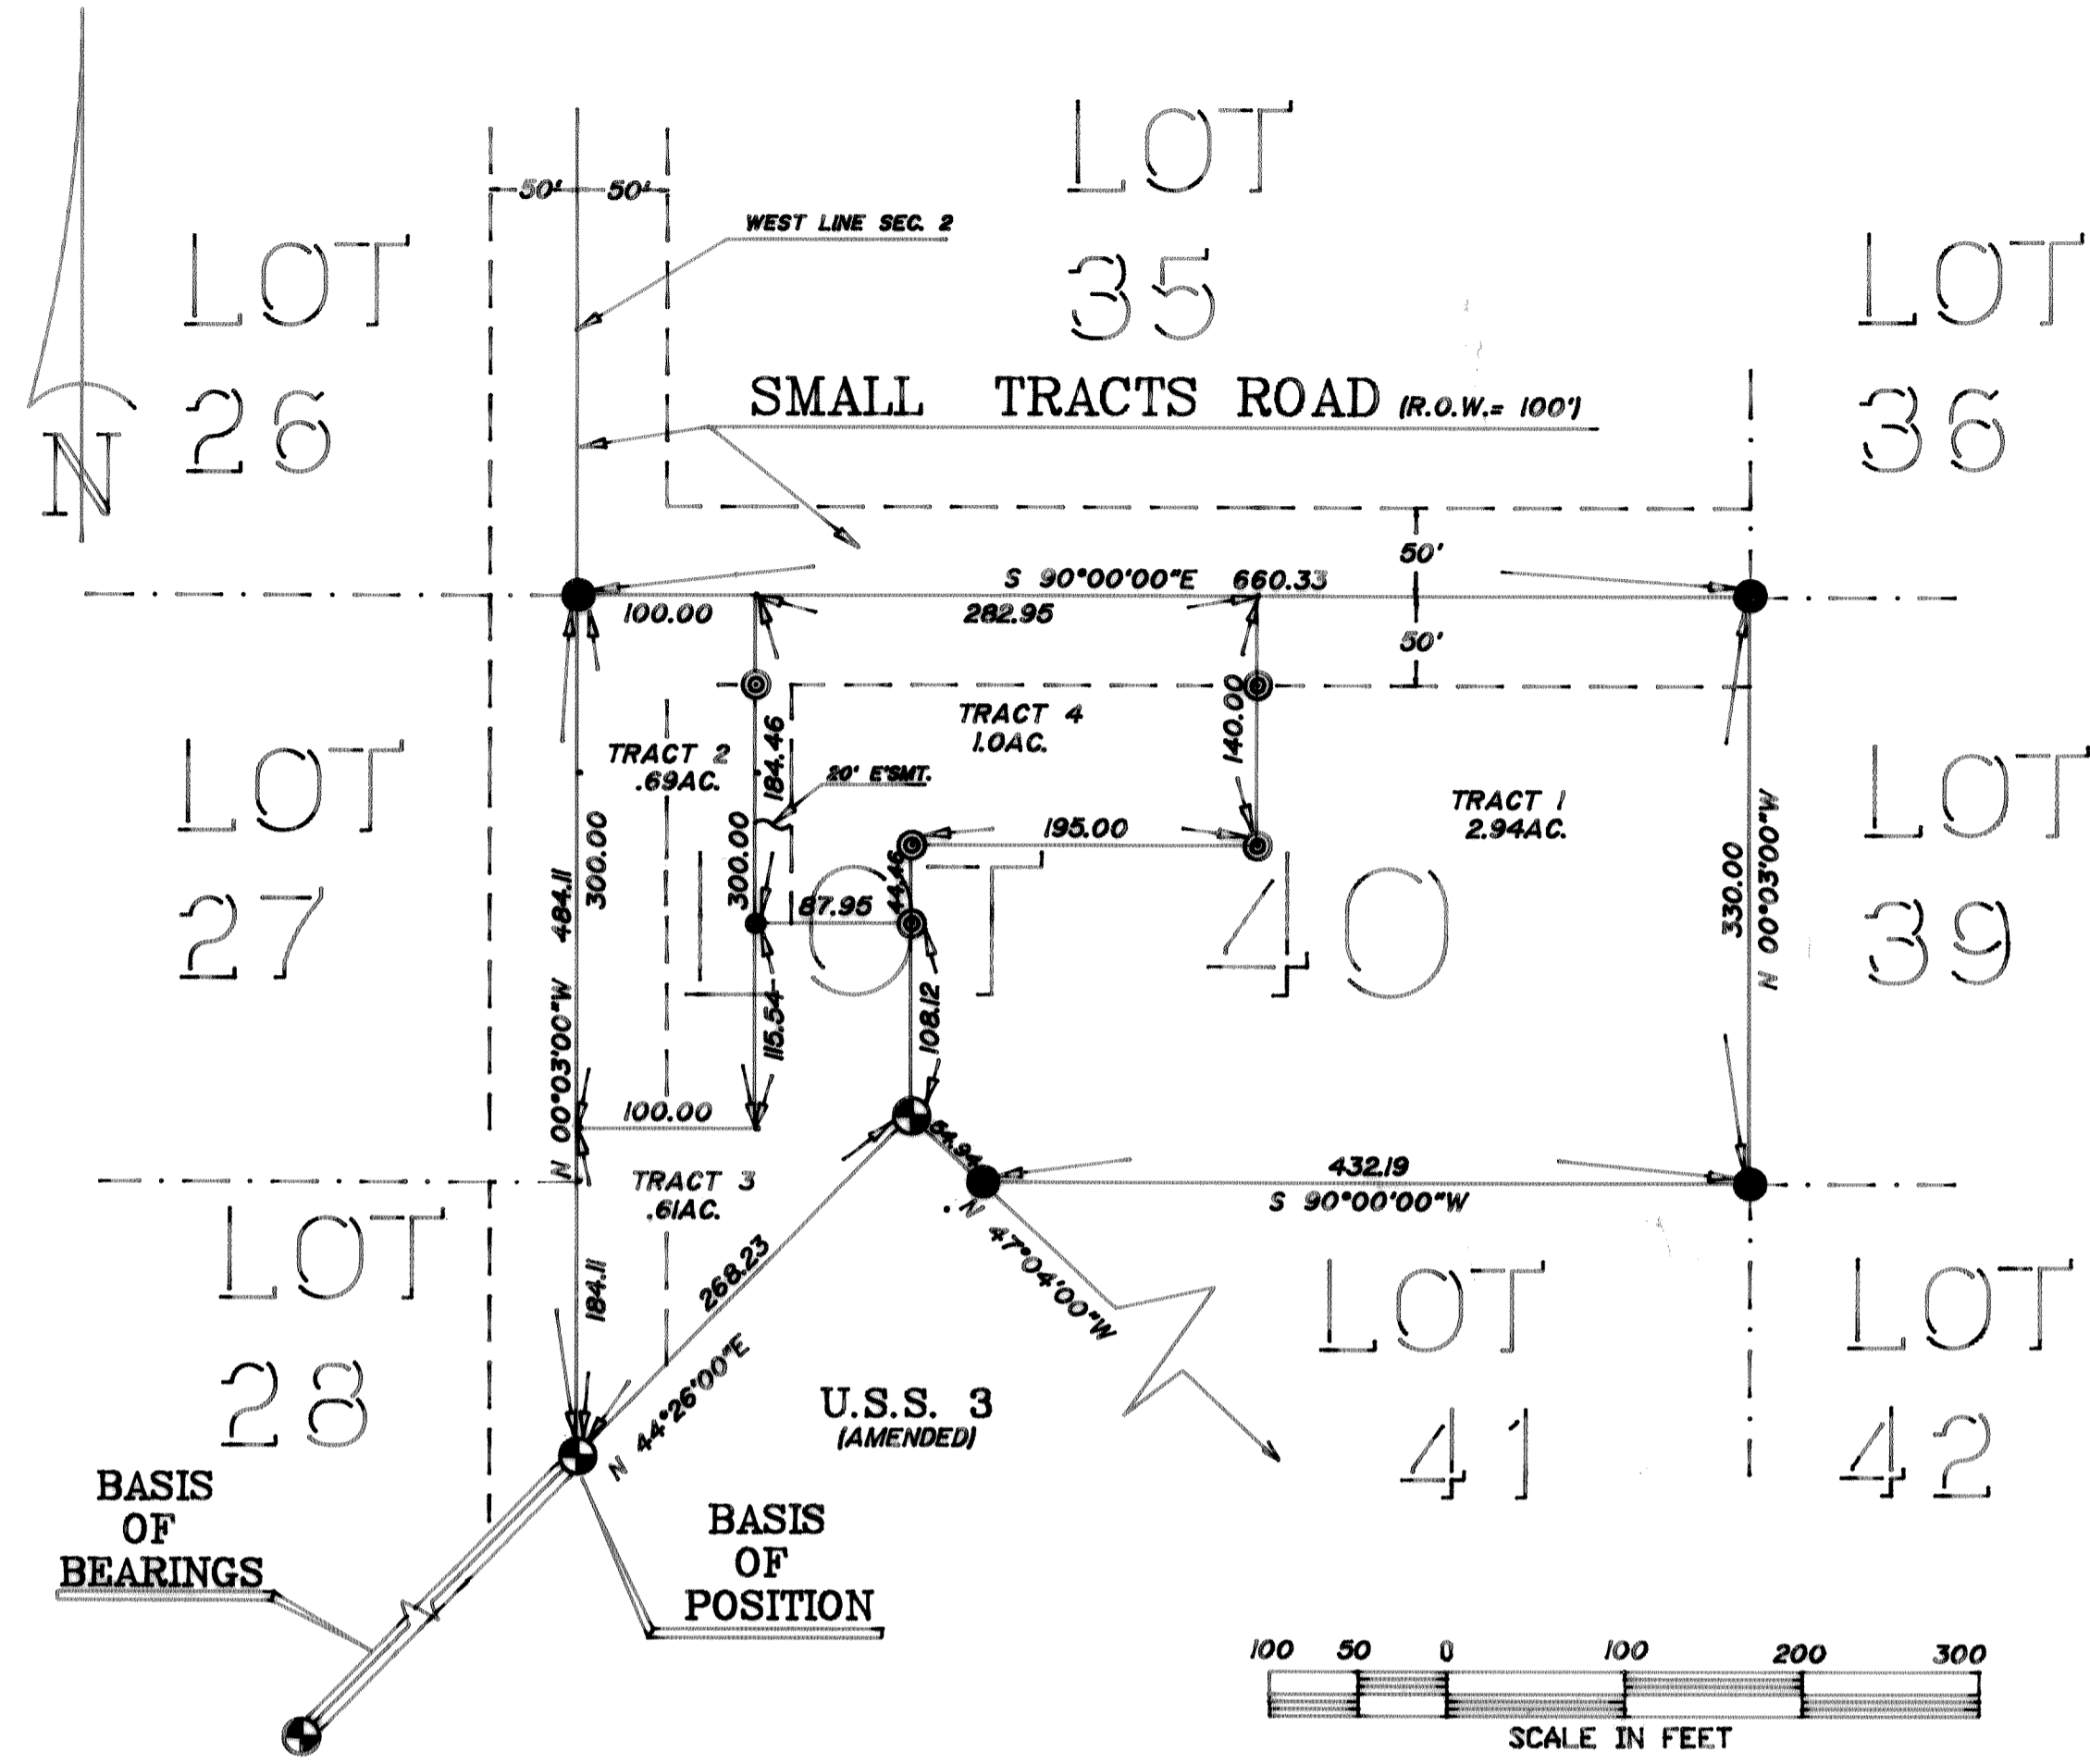 LOT
35
50' 50'
WEST LINE SEC. 2
LOT
26
LOT
36
SMALL TRACTS ROAD (R.O.W.= 100')
N
50'
S 90°00'00"E 660.33
100.00
282.95
50'
TRACT 4
1.0AC.
140.00
TRACT 2
.69AC.
184.46
20' E'SMT.
TRACT 1
2.94AC.
LOT
27
LOT
39
300.00
300.00
195.00
44.46
87.95
LOT 40
330.00
N 00°03'00"W
N 00°03'00"W 484.11
115.54
108.12
100.00
54.94
432.19
S 90°00'00"W
TRACT 3
.61AC.
LOT
28
184.11
268.23
N 44°26'00"E
N 47°04'00"W
LOT
41
LOT
42
U.S.S. 3
(AMENDED)
BASIS
OF
BEARINGS
BASIS
OF
POSITION
100 50 0 100 200 300
SCALE IN FEET